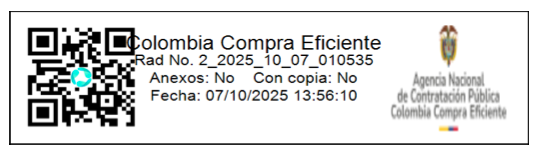 Colombia Compra Eficiente
Rad No. 2_2025_10_07_010535
Anexos: No Con copia: No
Fecha: 07/10/2025 13:56:10
Agencia Nacional
de Contratación Pública
Colombia Compra Eficiente